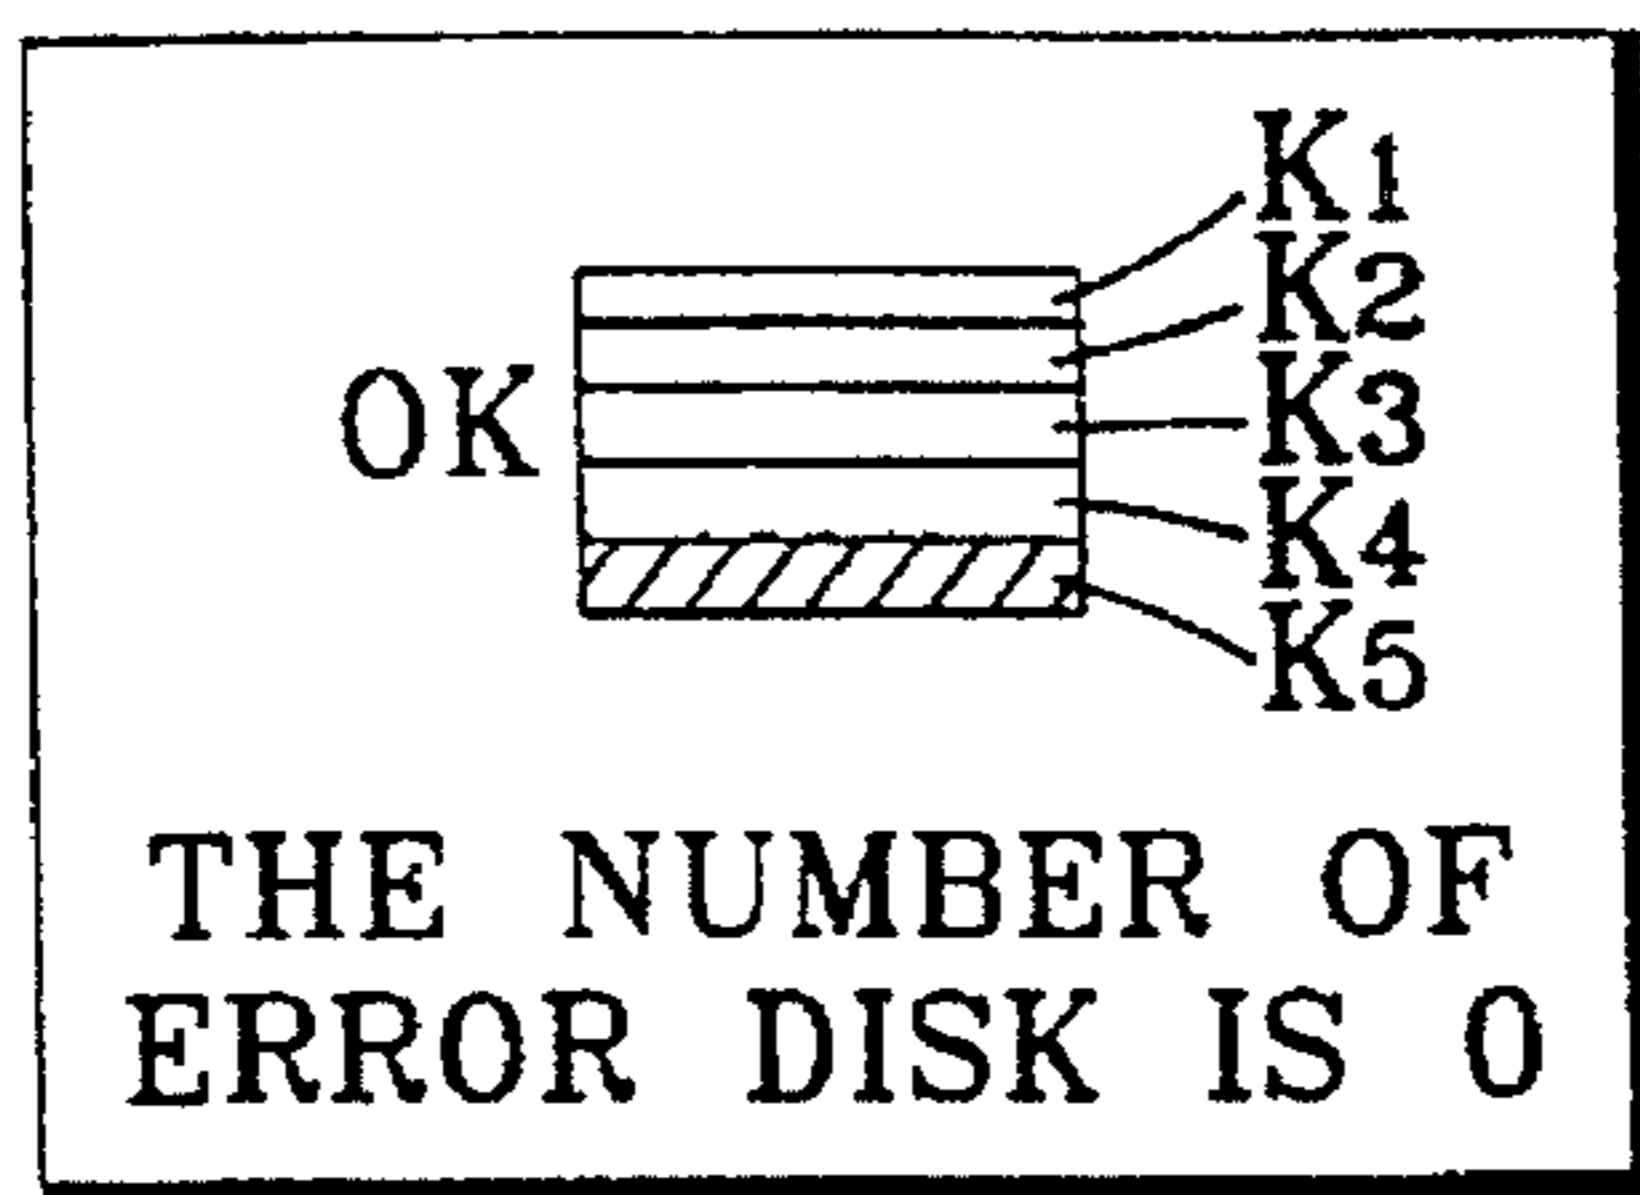 K1
K2
OK
K3
K4
K5
THE NUMBER OF
ERROR DISK IS 0